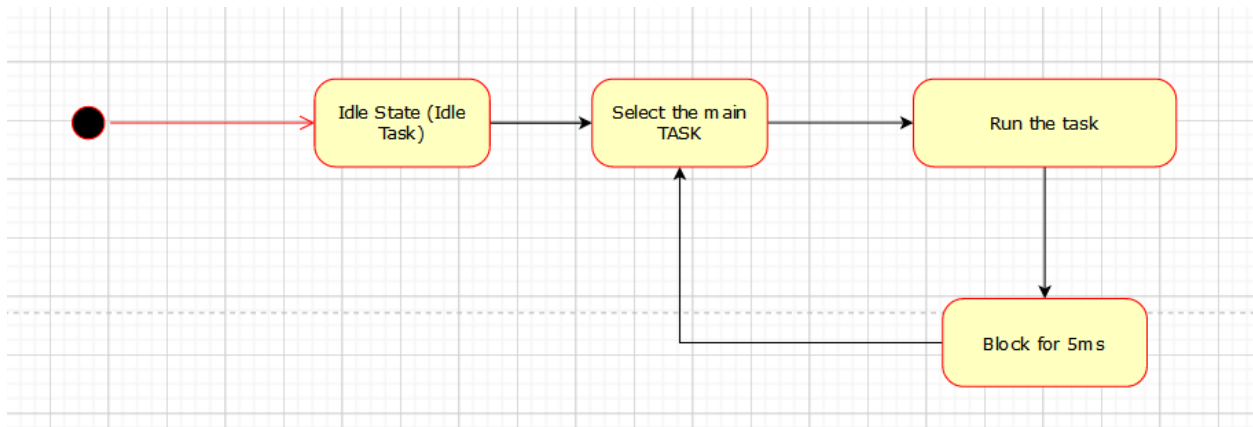 Idle State (Idle
Task)
Select the main
TASK
Run the task
Block for 5ms